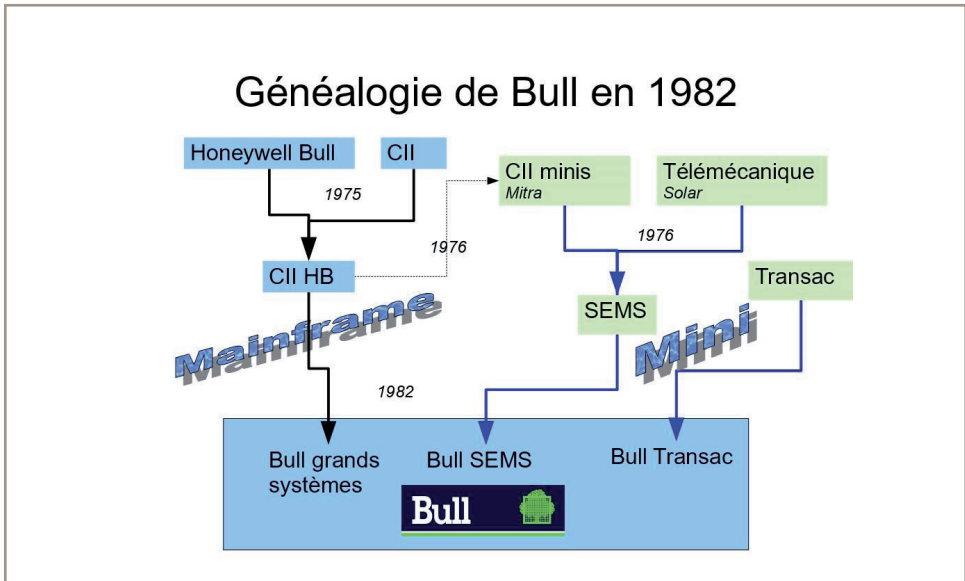 Généalogie de Bull en 1982
Honeywell Bull
CII
CII minis
Mitra
Télémécanique
Solar
1975
1976
1976
CII HB
Transac
SEMS
Mainframe
Mini
1982
Bull grands
systèmes
Bull SEMS
Bull Transac
Bull